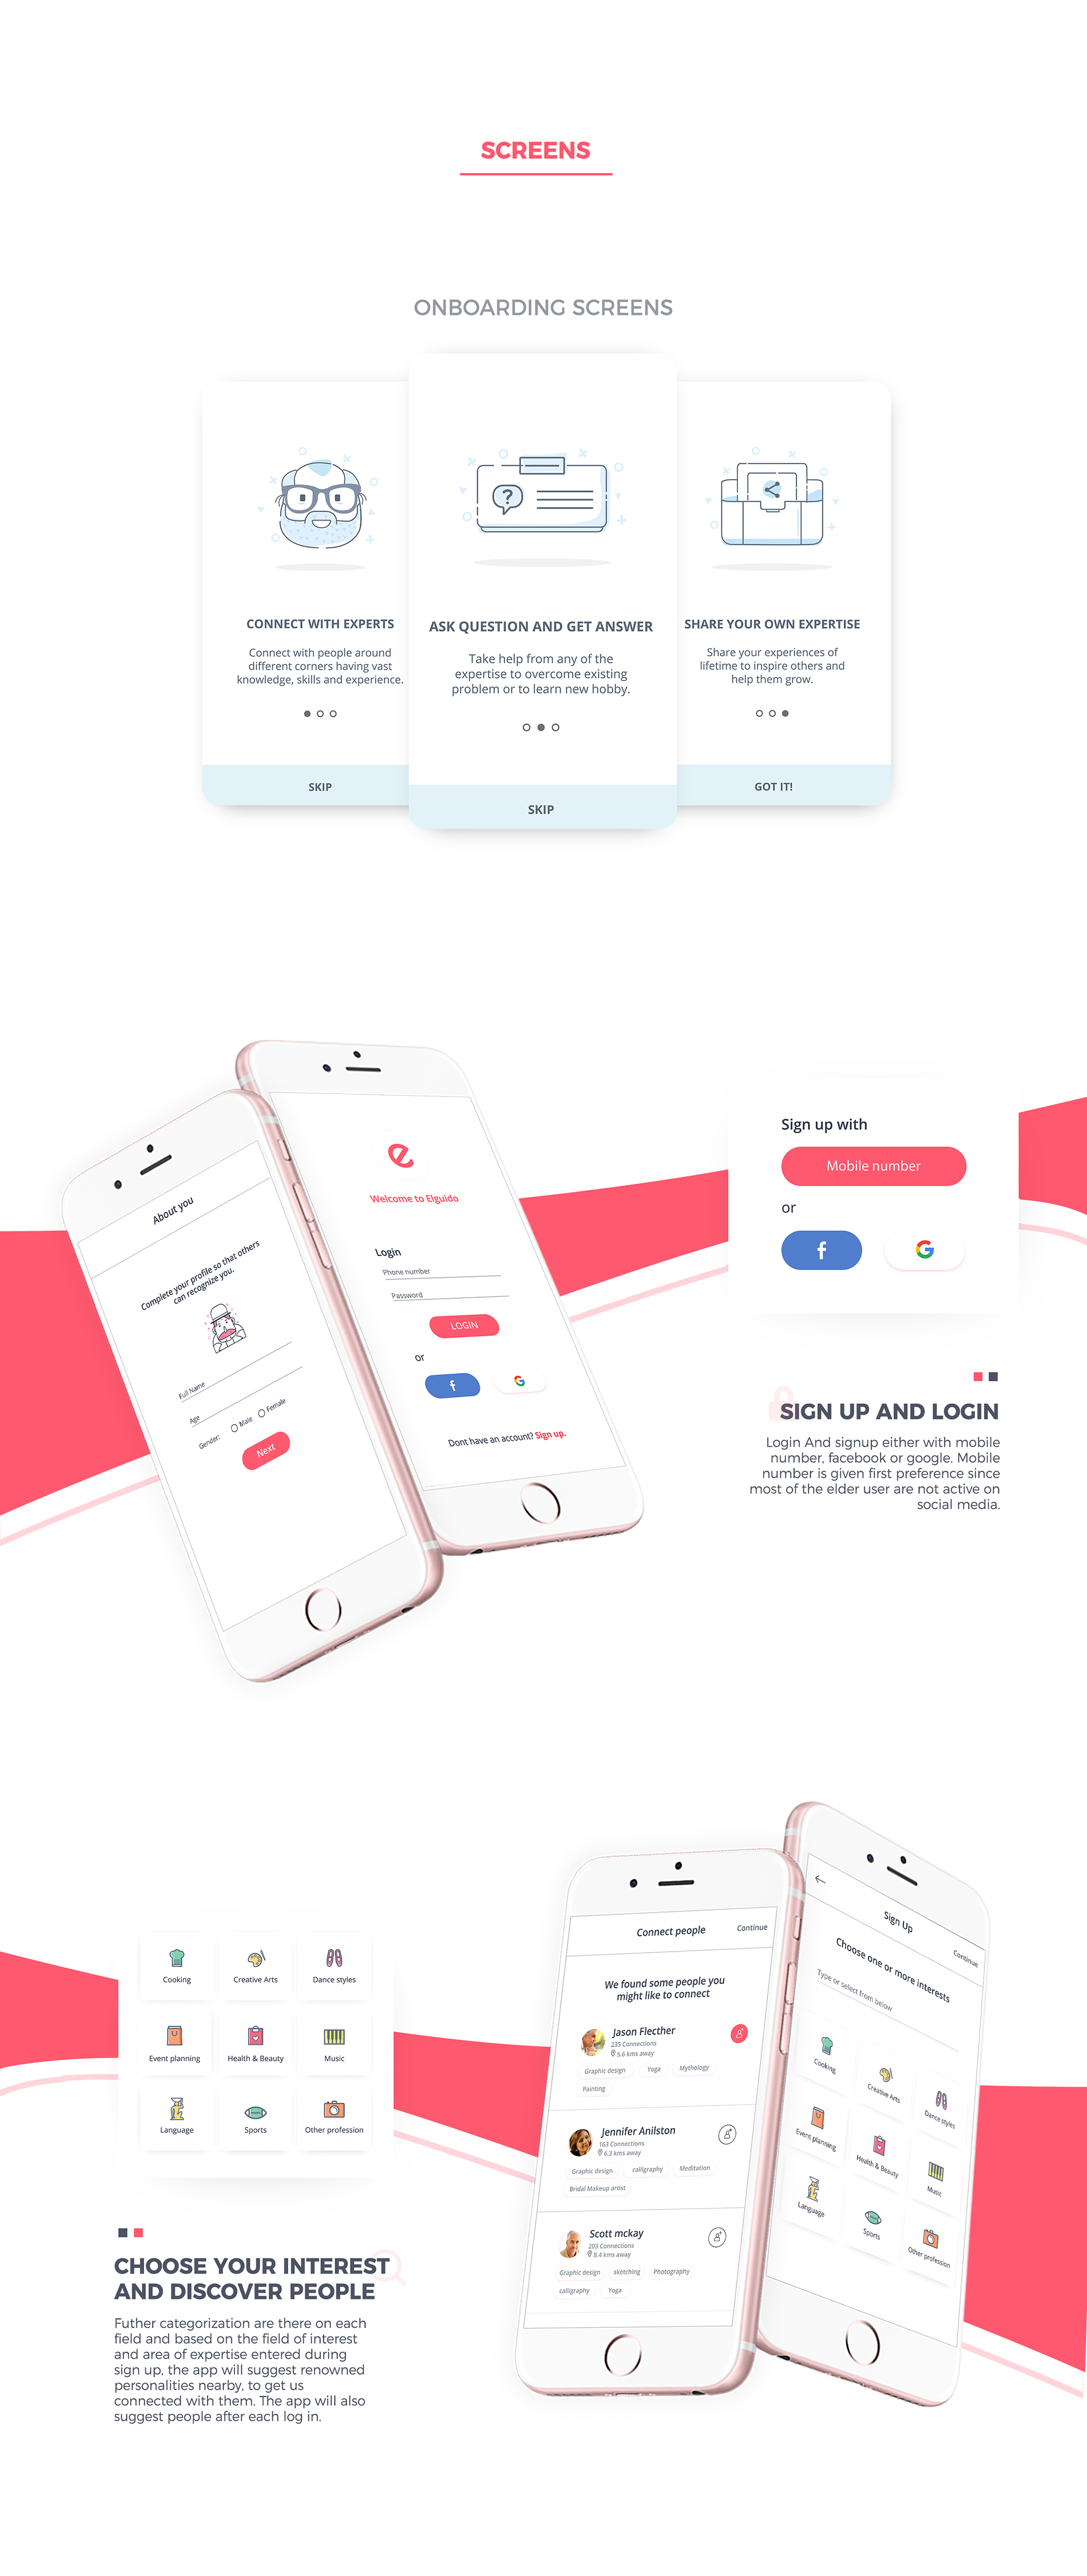 SCREENS
ONBOARDING SCREENS
CONNECT WITH EXPERTS
Connect with people around
different corners having vast
knowledge, skills and experience.
SKIP
ASK QUESTION AND GET ANSWER
Take help from any of the
expertise to overcome existing
problem or to learn new hobby.
SKIP
SHARE YOUR OWN EXPERTISE
Share your experiences of
lifetime to inspire others and
help them grow.
GOT IT!
About you
Complete your profile so that others
can recognize you.
Full Name
Age
Gender:
Male
Female
Next
e
Welcome to Elguido
Login
Phone number
Password
LOGIN
or
f
G
Dont have an account? Sign up.
Sign up with
Mobile number
or
f
G
SIGN UP AND LOGIN
Login And signup either with mobile
number, facebook or google. Mobile
number is given first preference since
most of the elder user are not active on
social media.
Cooking
Creative Arts
Dance styles
Event planning
Health & Beauty
Music
Language
Sports
Other profession
CHOOSE YOUR INTEREST
AND DISCOVER PEOPLE
Futher categorization are there on each
field and based on the field of interest
and area of expertise entered during
sign up, the app will suggest renowned
personalities nearby, to get us
connected with them. The app will also
suggest people after each log in.
Connect people
Continue
We found some people you
might like to connect
Jason Flecther
235 Connections
5.6 kms away
Graphic design
Yoga
Mythology
Painting
Jennifer Anilston
163 Connections
6.3 kms away
Graphic design
calligraphy
Meditation
Bridal Makeup artist
Scott mckay
203 Connections
8.4 kms away
Graphic design
sketching
Photography
calligraphy
Yoga
Sign Up
Continue
Choose one or more interests
Type or select from below
Cooking
Creative Arts
Dance styles
Event planning
Health & Beauty
Music
Language
Sports
Other profession